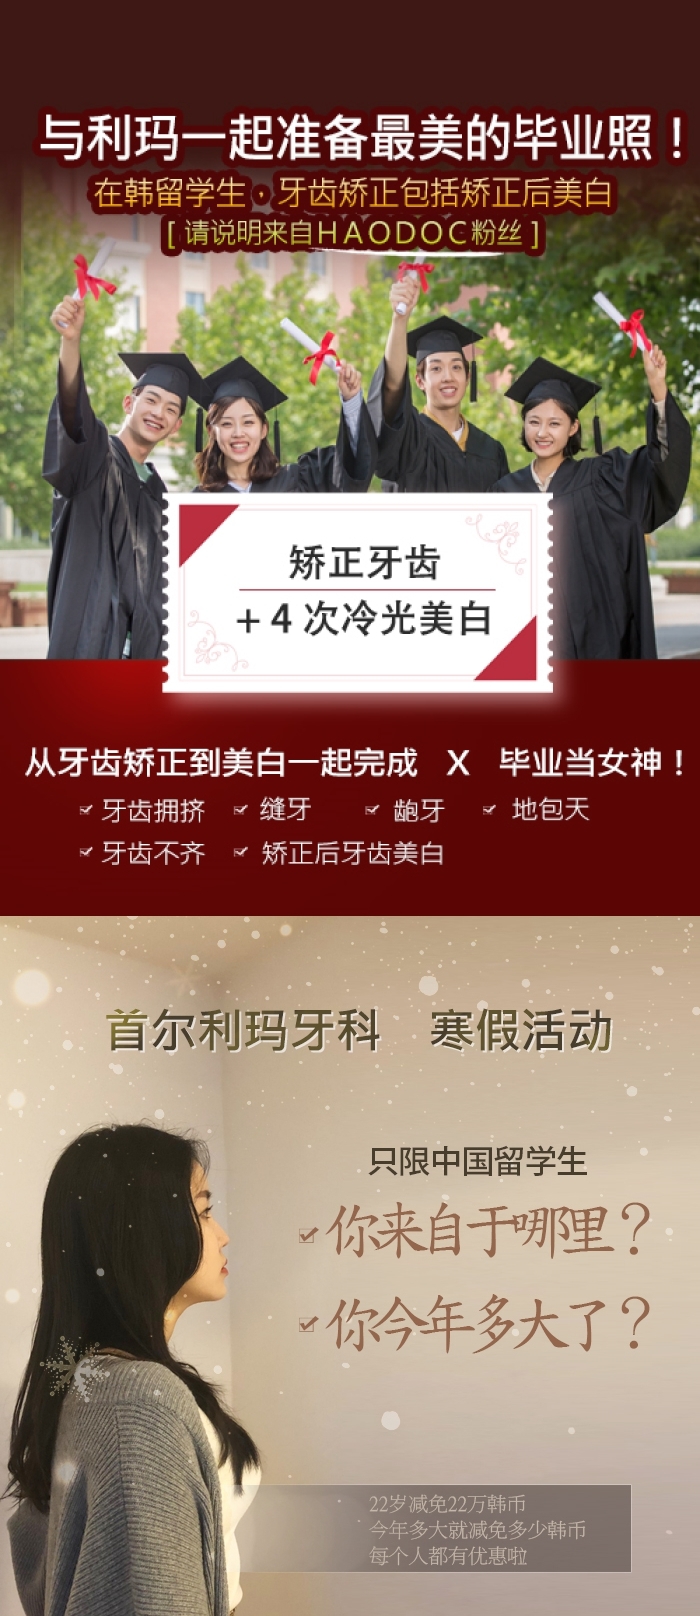 与利玛一起准备最美的毕业照！
在韩留学生，牙齿矫正包括矫正后美白
[ 请说明来自HAODOC粉丝 ]
矫正牙齿
+ 4 次冷光美白
从牙齿矫正到美白一起完成 X 毕业当女神！
牙齿拥挤 缝牙 龅牙 地包天
牙齿不齐 矫正后牙齿美白
首尔利玛牙科 寒假活动
只限中国留学生
你来自于哪里？
你今年多大了？
22岁减免22万韩币
今年多大就减免多少韩币
每个人都有优惠啦